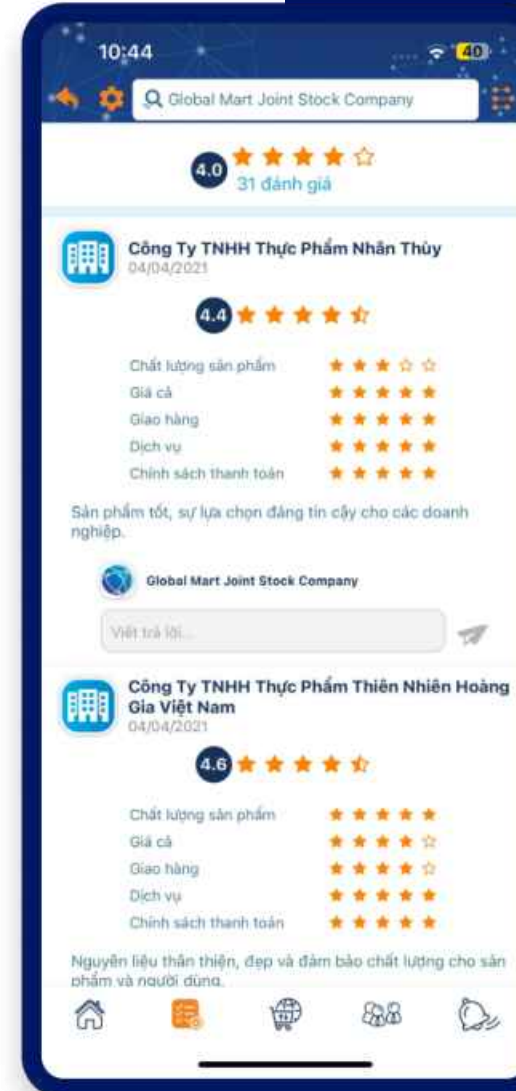 10:44
40
Global Mart Joint Stock Company
4.0
31 đánh giá
Công Ty TNHH Thực Phẩm Nhân Thùy
04/04/2021
4.4
Chất lượng sản phẩm
Giá cả
Giao hàng
Dịch vụ
Chính sách thanh toán
Sản phẩm tốt, sự lựa chọn đáng tin cậy cho các doanh
nghiệp.
Global Mart Joint Stock Company
Viết trả lời...
Công Ty TNHH Thực Phẩm Thiên Nhiên Hoàng
Gia Việt Nam
04/04/2021
4.6
Chất lượng sản phẩm
Giá cả
Giao hàng
Dịch vụ
Chính sách thanh toán
Nguyên liệu thân thiện, đẹp và đảm bảo chất lượng cho sản
phẩm và người dùng.